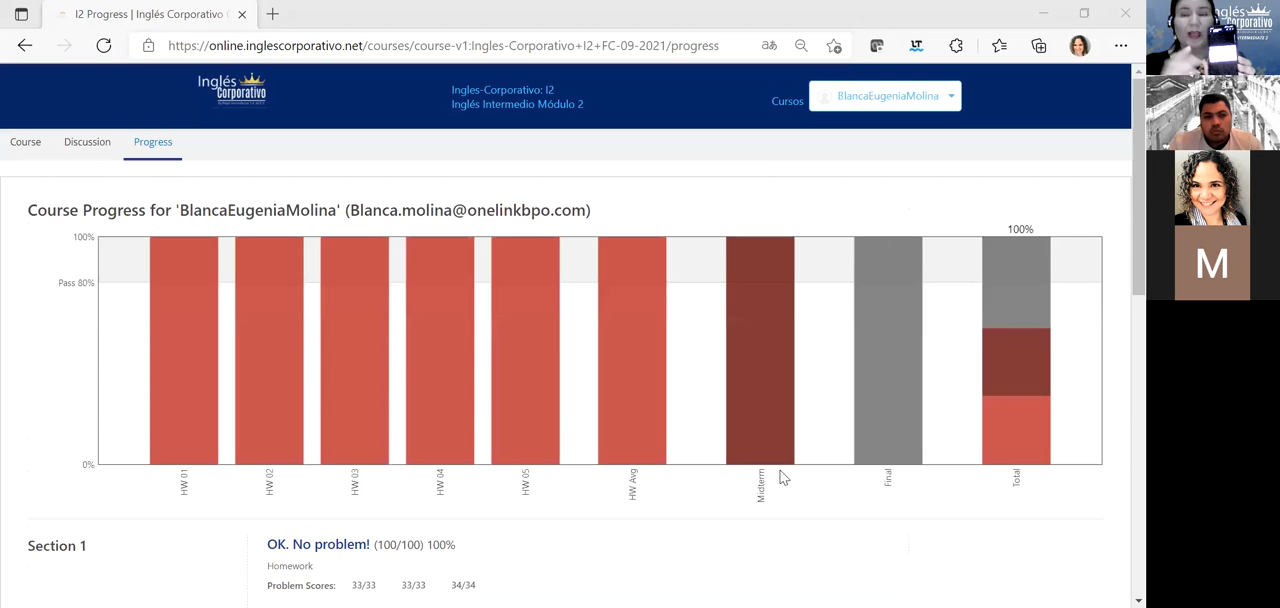 I2 Progress | Inglés Corporativo
https://online.inglescorporativo.net/courses/course-v1:Ingles-Corporativo+I2+FC-09-2021/progress
Inglés
Corporativo
Ingles-Corporativo: I2
Inglés Intermedio Módulo 2
Cursos
BlancaEugeniaMolina
Course
Discussion
Progress
Course Progress for 'BlancaEugeniaMolina' (Blanca.molina@onelinkbpo.com)
100%
Pass 80%
0%
100%
HW 01
HW 02
HW 03
HW 04
HW 05
HW Avg
Midterm
Final
Total
Section 1
OK. No problem! (100/100) 100%
Homework
Problem Scores: 33/33 33/33 34/34
nglés
Corporativo
INTERMEDIATE 2
M